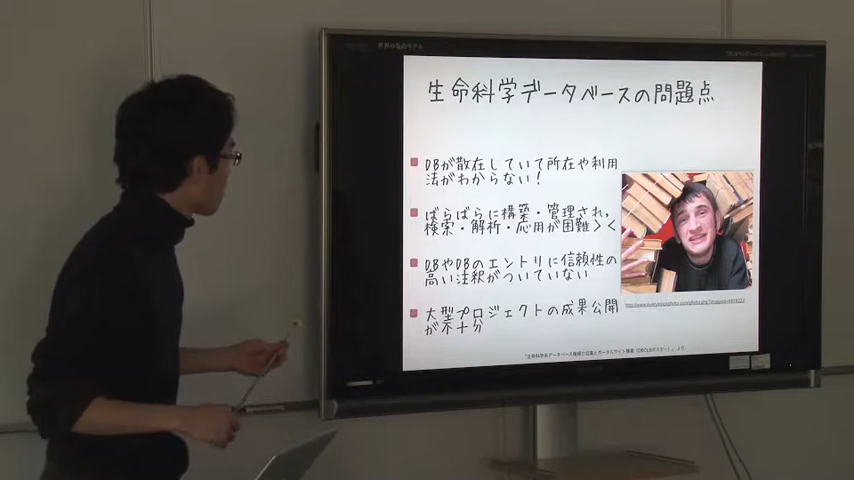 生命科学データベースの問題点
DBが散在していて所在や利用
法がわからない！
ばらばらに構築・管理され，
検索・解析・応用が困難＞＜
DBやDBのエントリに信頼性の
高い注釈がついていない
大型プロジェクトの成果公開
が不十分